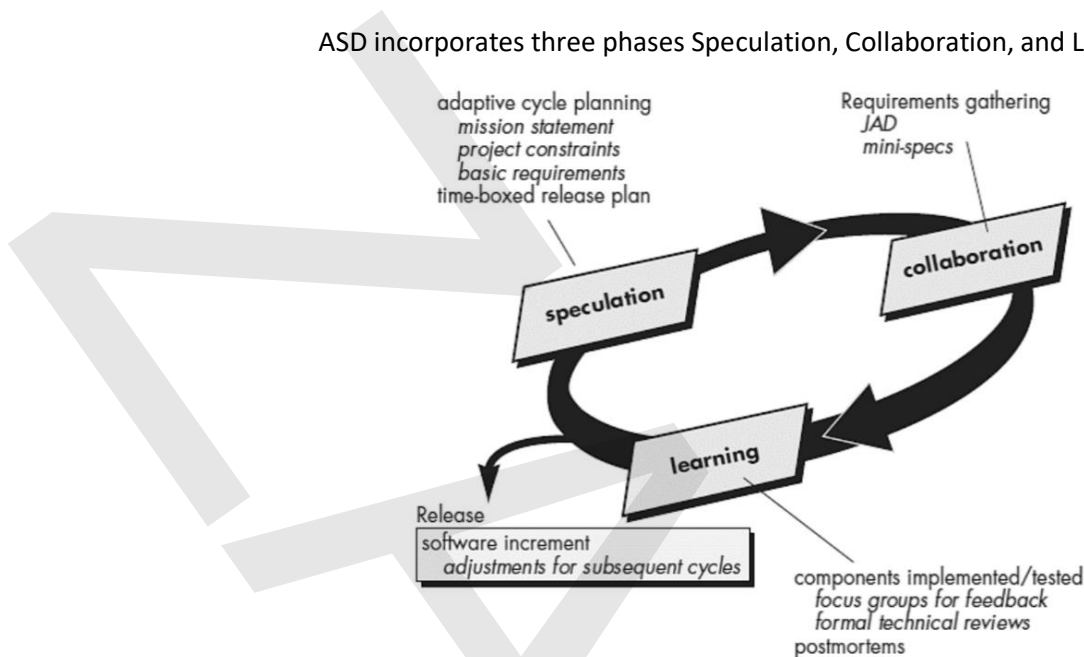 ASD incorporates three phases Speculation, Collaboration, and L
adaptive cycle planning
mission statement
project constraints
basic requirements
time-boxed release plan
Requirements gathering
JAD
mini-specs
speculation
collaboration
learning
Release
software increment
adjustments for subsequent cycles
components implemented/tested
focus groups for feedback
formal technical reviews
postmortems